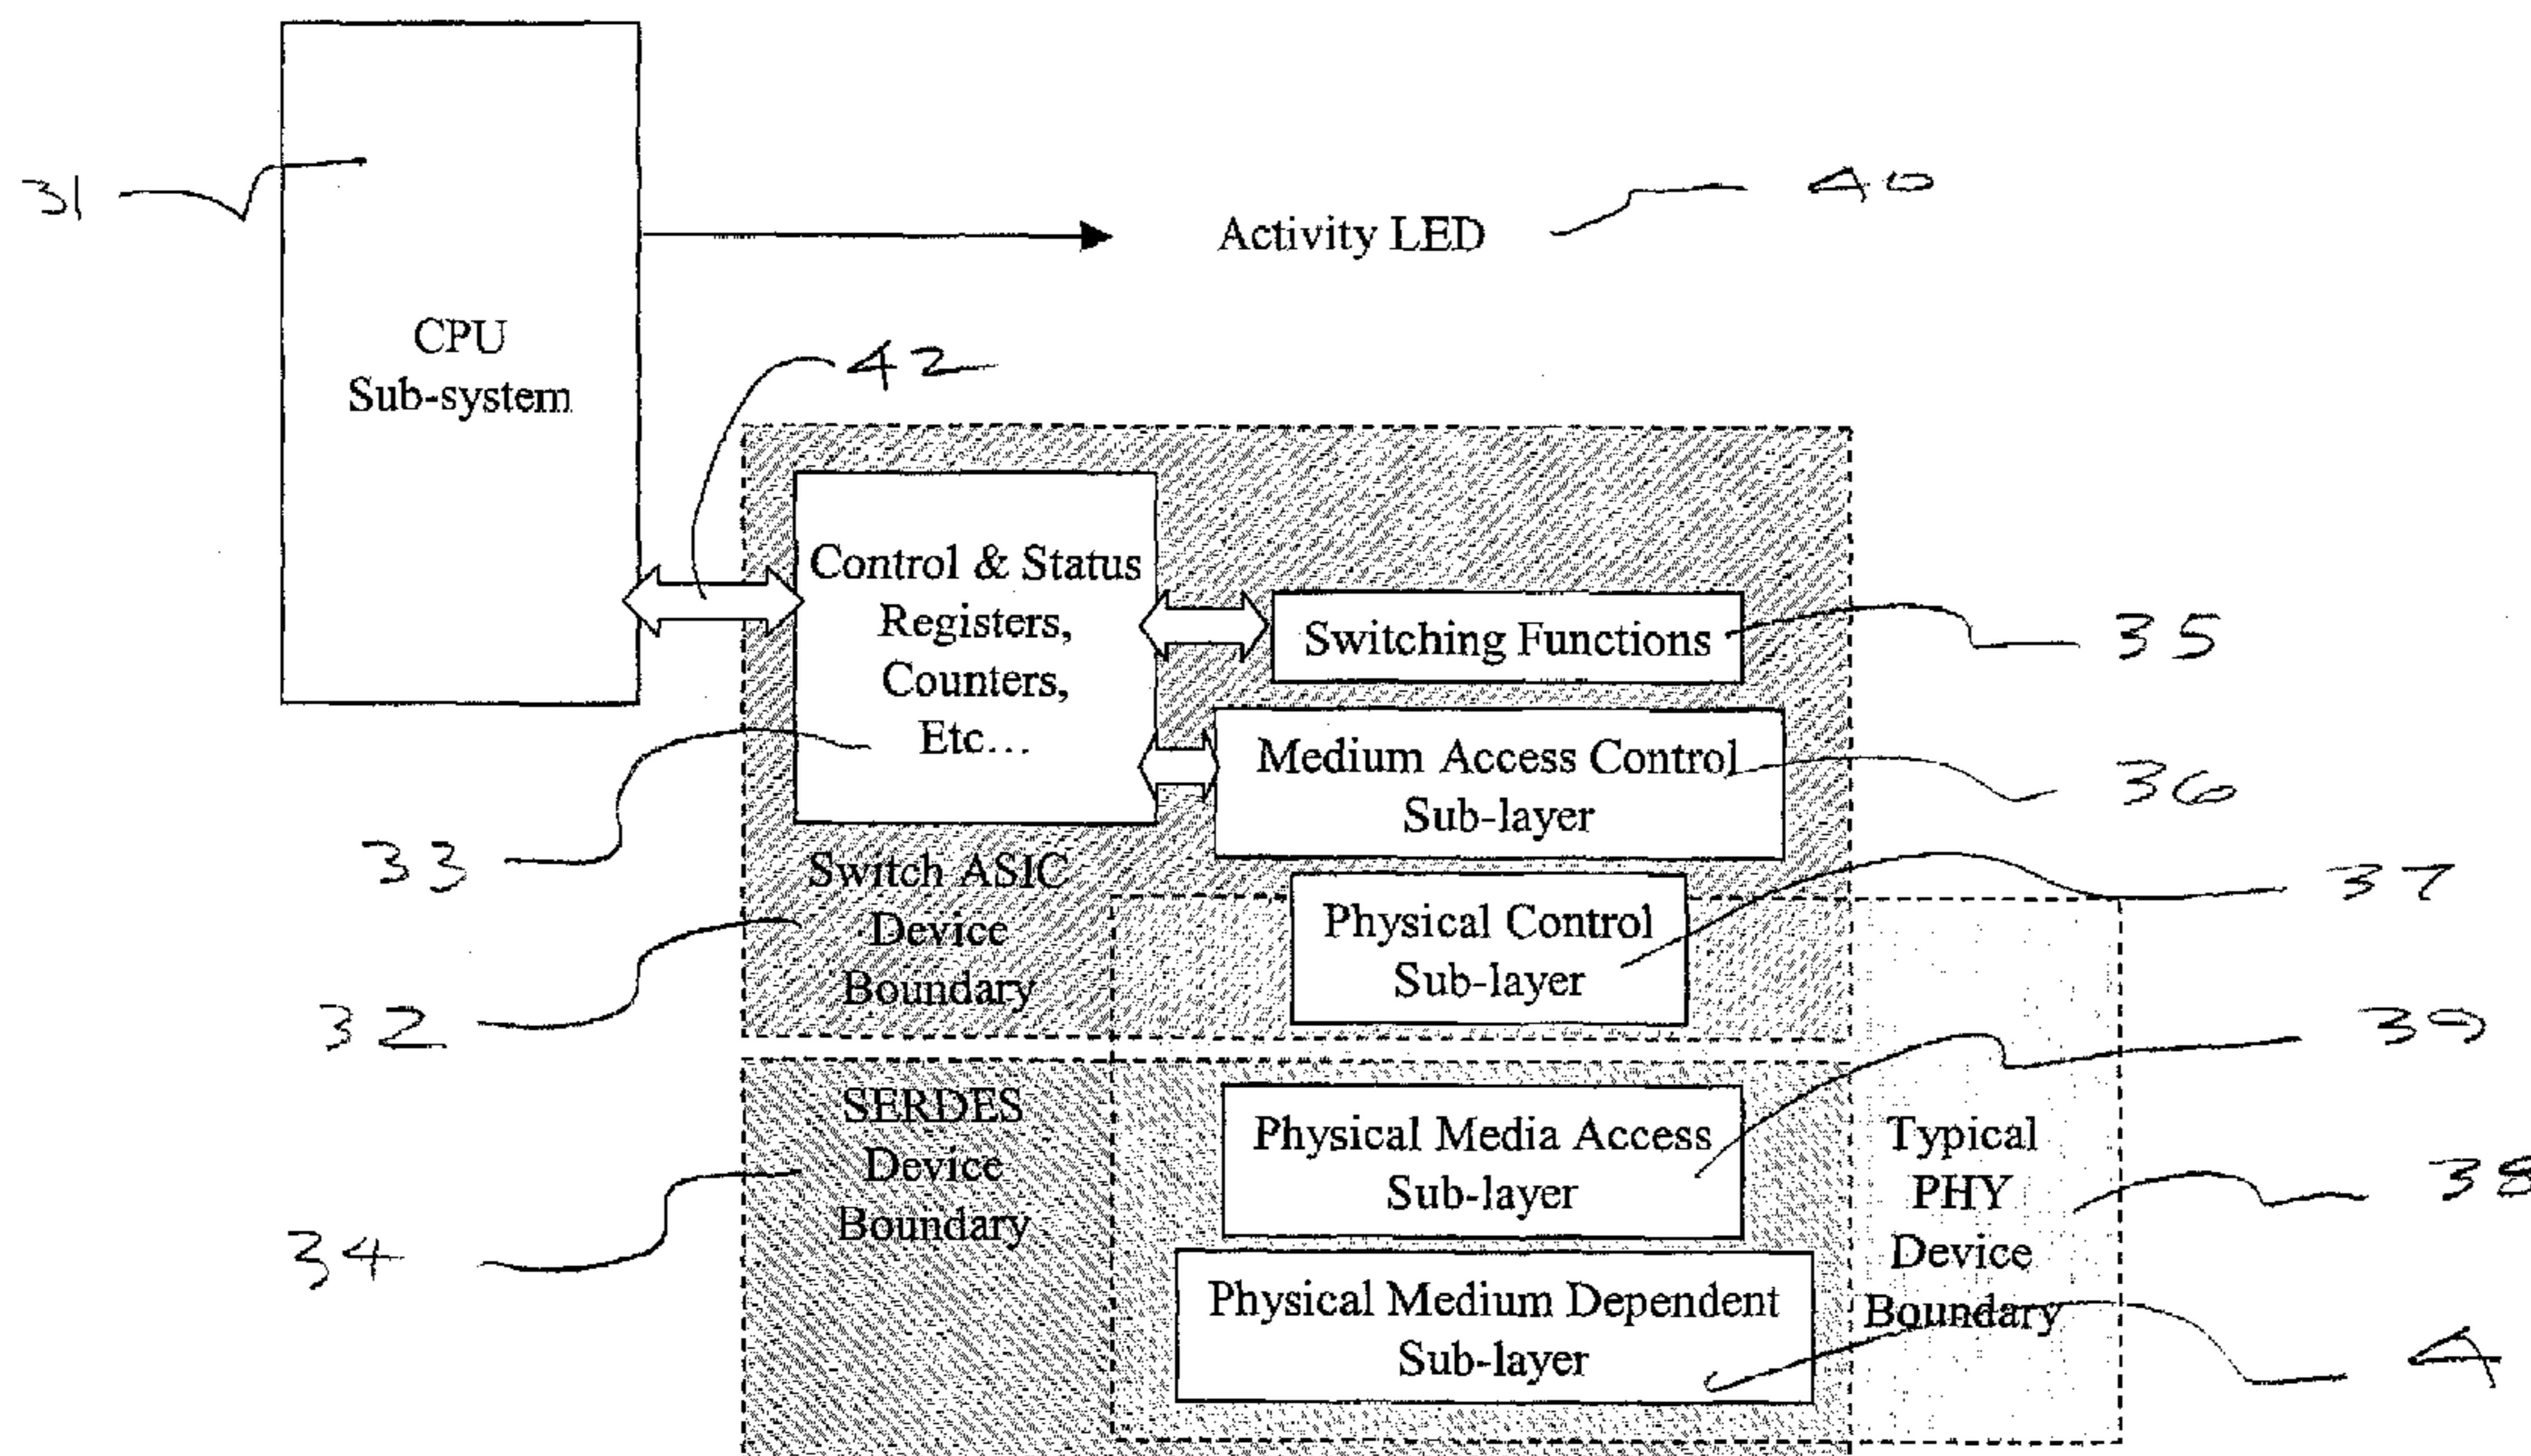 31
40
Activity LED
CPU
Sub-system
42
Control & Status
Registers,
Counters,
Etc...
Switching Functions
35
Medium Access Control
Sub-layer
36
33
Switch ASIC
Device
Boundary
32
Physical Control
Sub-layer
37
39
SERDES
Device
Boundary
34
Physical Media Access
Sub-layer
Typical
PHY
Device
Boundary
38
Physical Medium Dependent
Sub-layer
4